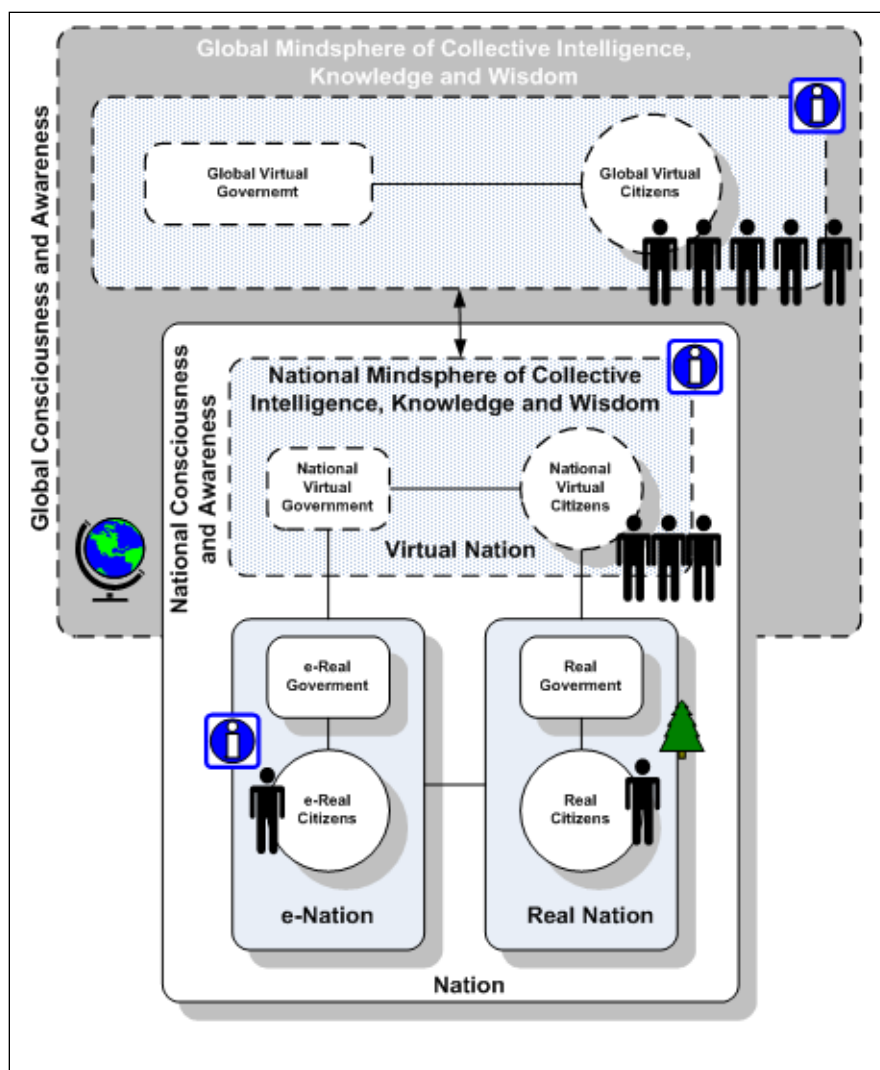 Global Mindsphere of Collective Intelligence,
Knowledge and Wisdom
Global Consciousness and Awareness
Global Virtual
Governemt
Global Virtual
Citizens
National Consciousness
and Awareness
National Mindsphere of Collective
Intelligence, Knowledge and Wisdom
National
Virtual
Government
National
Virtual
Citizens
Virtual Nation
e-Real
Goverment
Real
Goverment
e-Real
Citizens
Real
Citizens
e-Nation
Real Nation
Nation